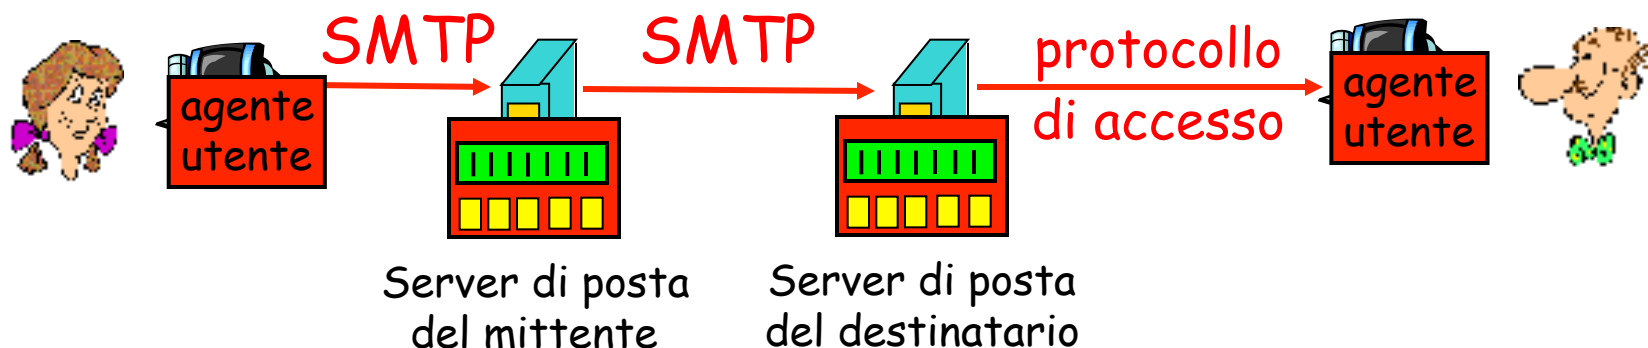 SMTP
SMTP
protocollo
di accesso
agente
utente
agente
utente
Server di posta
del mittente
Server di posta
del destinatario